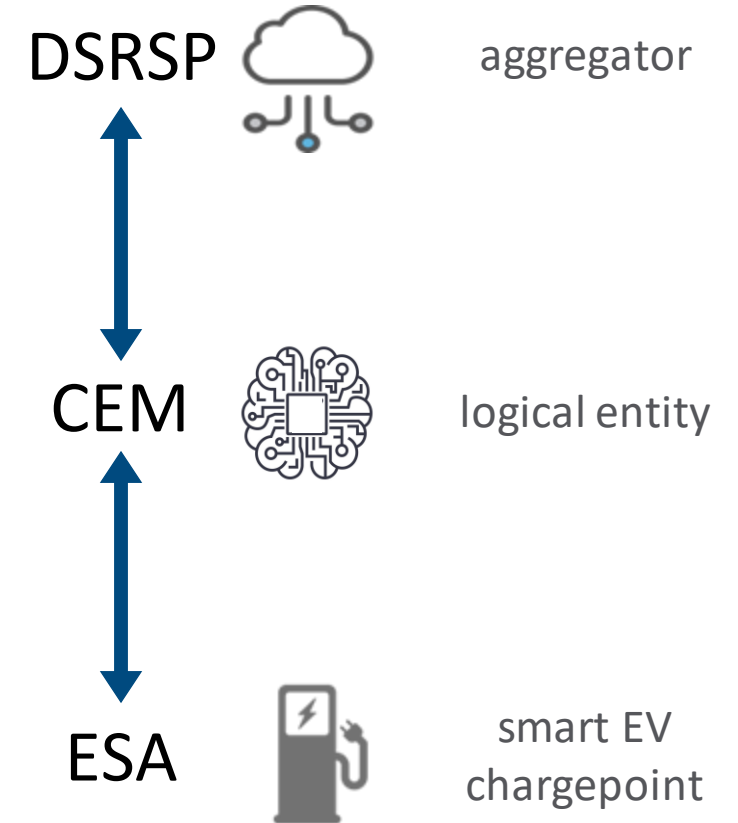 DSRSP
aggregator
CEM
logical entity
ESA
smart EV
chargepoint